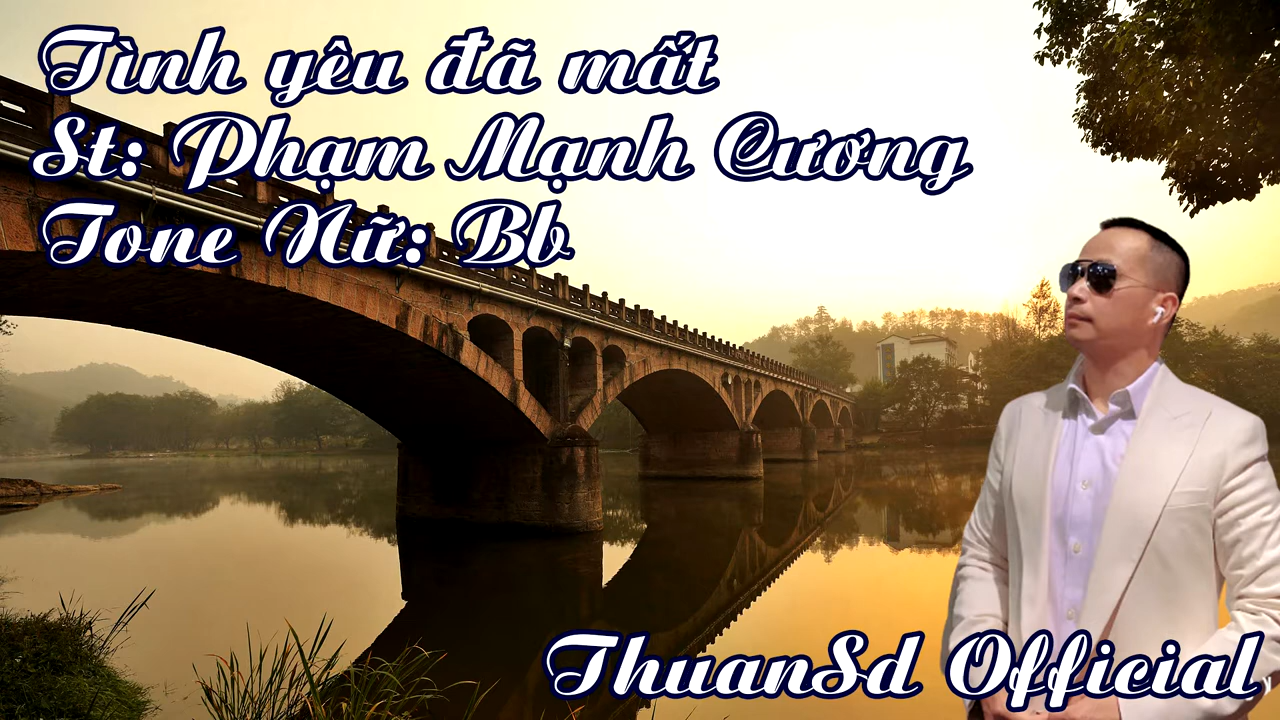 Tình yêu đã mất
St: Phạm Mạnh Cương
Tone Nữ: Bb
ThuanSd Official